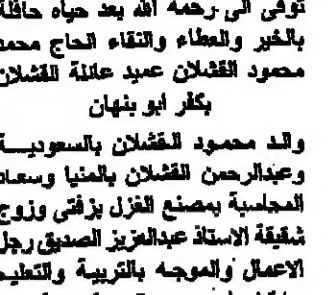 توفى الى رحمة الله بعد حياه حافلة
بالخير والعطاء والنقاء الحاج محمد
محمود القشلان عميد عائلة القشلان
بكفر ابو بنهان
والد محمود القشلان بالسعودية
وعبدالرحمن القشلان بالمنيا وسعاد
المحاسبة بمصنع الغزل بزفتى وزوج
شقيقة الاستاذ عبدالعزيز الصديق رجل
الاعمال والموجه بالتربية والتعليم